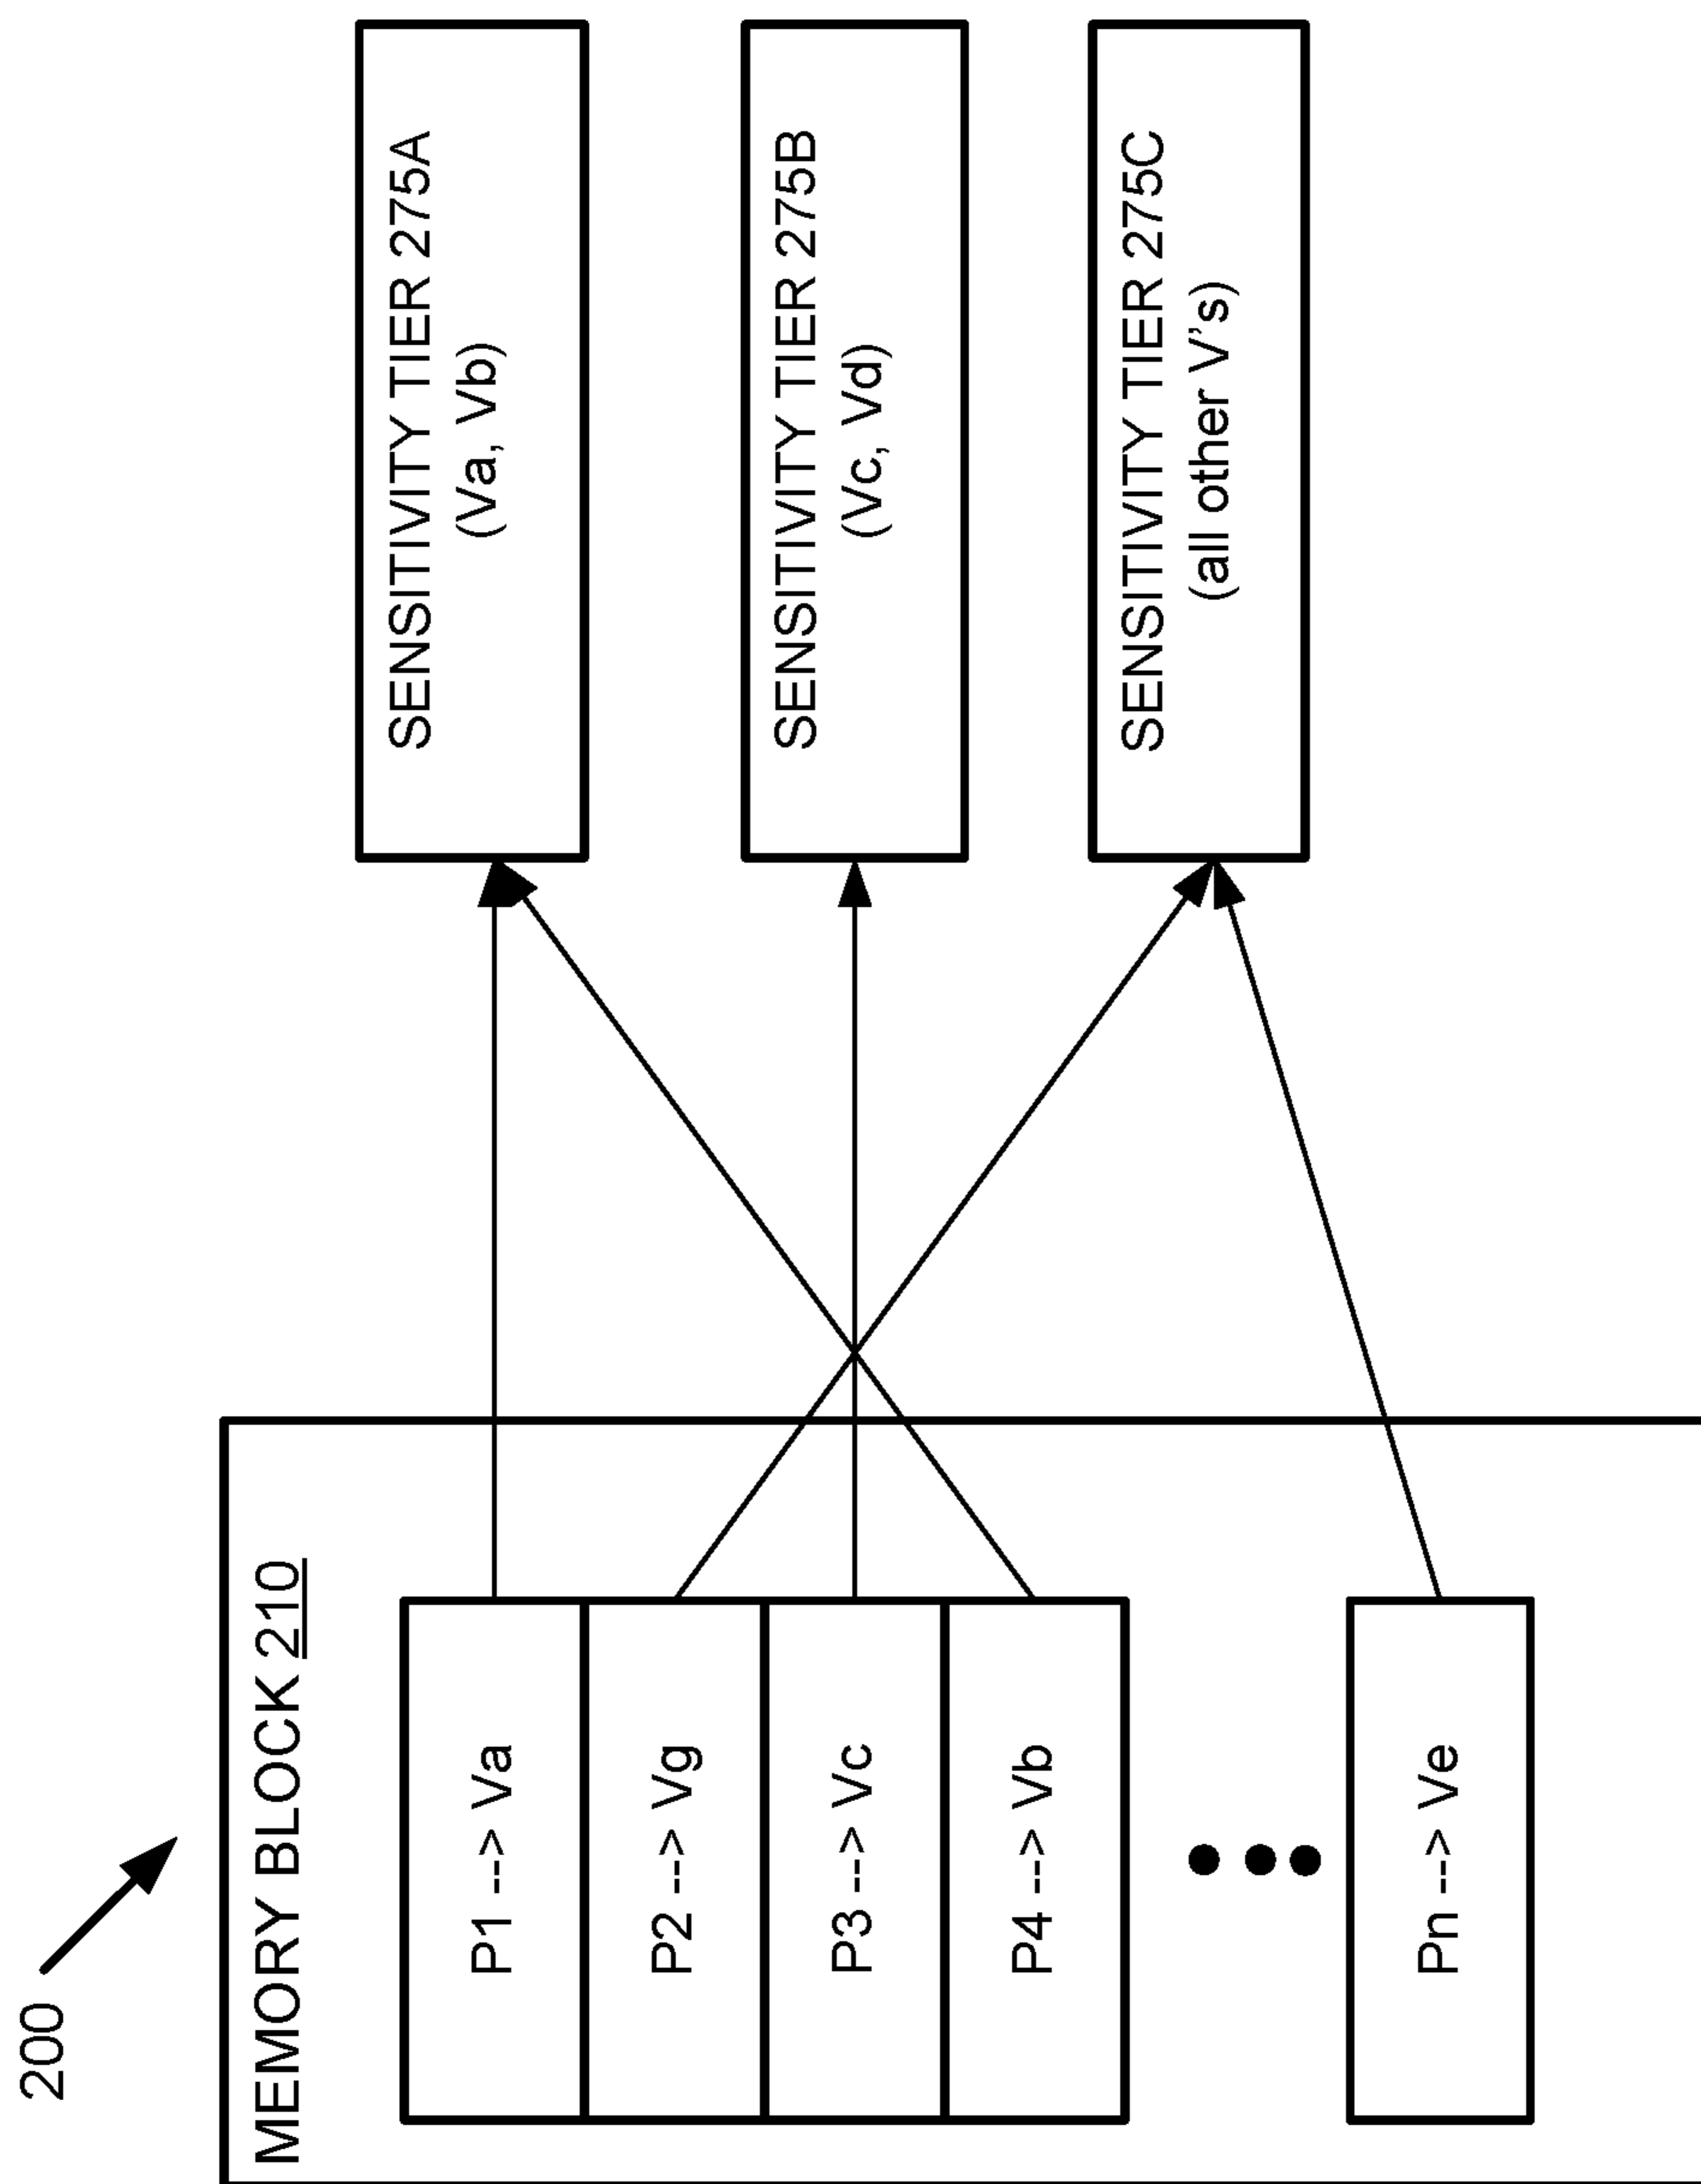 200
MEMORY BLOCK 210
P1 --> Va
P2 --> Vg
P3 --> Vc
P4 --> Vb
Pn --> Ve
SENSITIVITY TIER 275A
(Va, Vb)
SENSITIVITY TIER 275B
(Vc, Vd)
SENSITIVITY TIER 275C
(all other V's)